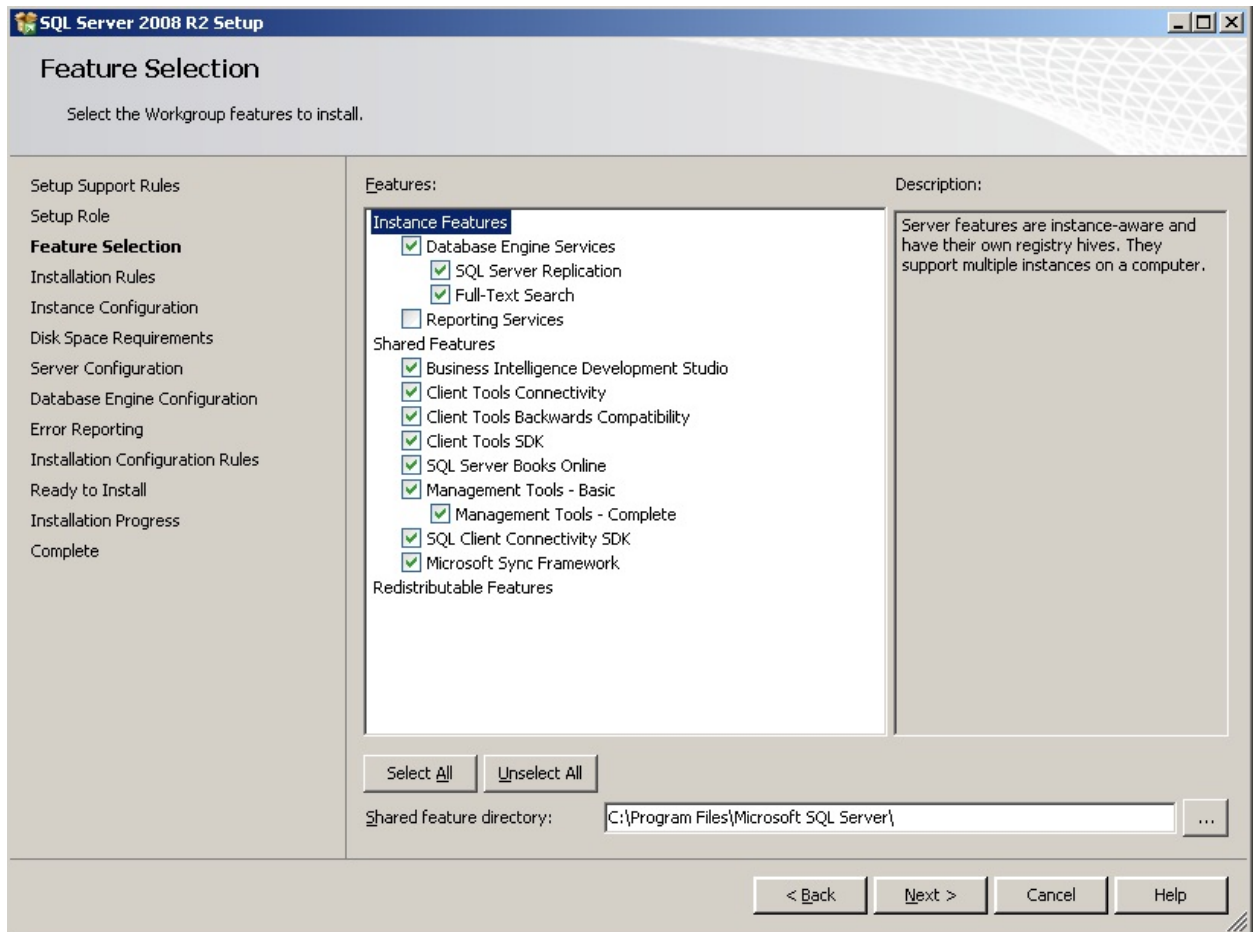 SQL Server 2008 R2 Setup
Feature Selection
Select the Workgroup features to install.
Setup Support Rules
Setup Role
Feature Selection
Installation Rules
Instance Configuration
Disk Space Requirements
Server Configuration
Database Engine Configuration
Error Reporting
Installation Configuration Rules
Ready to Install
Installation Progress
Complete
Features:
Instance Features
Database Engine Services
SQL Server Replication
Full-Text Search
Reporting Services
Shared Features
Business Intelligence Development Studio
Client Tools Connectivity
Client Tools Backwards Compatibility
Client Tools SDK
SQL Server Books Online
Management Tools - Basic
Management Tools - Complete
SQL Client Connectivity SDK
Microsoft Sync Framework
Redistributable Features
Description:
Server features are instance-aware and
have their own registry hives. They
support multiple instances on a computer.
Select All
Unselect All
Shared feature directory:
C:\Program Files\Microsoft SQL Server\
...
< Back
Next >
Cancel
Help